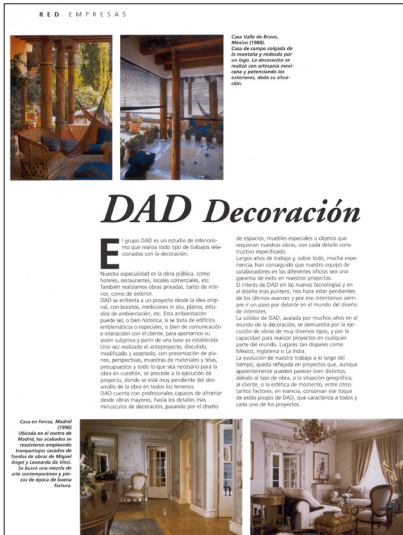 RED EMPRESAS
Casa Valle de Bravo,
México (1988).
Casa de campo colgada de
la montaña y rodeada por
un lago. La decoración se
realizó con artesanía mexi-
cana y potenciando los
exteriores, dada su situa-
ción.
DAD Decoración
El grupo DAD es un estudio de interioris-
mo que realiza todo tipo de trabajos rela-
cionados con la decoración.
Nuestra especialidad es la obra pública, como
hoteles, restaurantes, locales comerciales, etc.
También realizamos obras privadas, tanto de inte-
rior, como de exterior.
DAD se enfrenta a un proyecto desde la idea origi-
nal, con bocetos, mediciones in situ, planos, estu-
dios de ambientación, etc. Esta ambientación
puede ser, o bien histórica, si se trata de edificios
emblemáticos o especiales, o bien de comunicación
e interacción con el cliente, para aportarnos su
visión subjetiva y partir de una base ya establecida.
Una vez realizado el anteproyecto, discutido,
modificado y aceptado, con presentación de pla-
nos, perspectivas, muestras de materiales y telas,
presupuestos y todo lo que sea necesario para la
obra en cuestión, se procede a la ejecución de
proyecto, donde se está muy pendiente del des-
arrollo de la obra en todos los terrenos.
DAD cuenta con profesionales capaces de afrontar
desde obras mayores, hasta los detalles más
minúsculos de decoración, pasando por el diseño
de espacios, muebles especiales u objetos que
requieran nuestras obras, con cada detalle cons-
tructivo especificado.
Largos años de trabajo y, sobre todo, mucha expe-
riencia, han conseguido que nuestro equipo de
colaboradores en los diferentes oficios sea una
garantía de éxito en nuestros proyectos.
El interés de DAD en las nuevas tecnologías y en
el diseño más puntero, nos hace estar pendientes
de los últimos avances y por eso intentamos siem-
pre ir un paso por delante en el mundo del diseño
de interiores.
La solidez de DAD, avalada por muchos años en el
mundo de la decoración, se demuestra por la eje-
cución de obras de muy diversos tipos, y por la
capacidad para realizar proyectos en cualquier
parte del mundo. Lugares tan dispares como
México, Inglaterra o La India.
La evolución de nuestro trabajo a lo largo del
tiempo, queda reflejada en proyectos que, aunque
aparentemente pueden parecer bien distintos,
debido al tipo de obra, a la situación geográfica,
al cliente, o la estética de momento, entre otros
tantos factores, en esencia, conservan ese toque
de estilo propio de DAD, que caracteriza a todos y
cada uno de los proyectos.
Casa en Ferraz, Madrid
(1990)
Ubicada en el centro de
Madrid, los acabados se
resolvieron empleando
trampantojos sacados de
fondos de obras de Miguel
Ángel y Leonardo da Vinci.
Se buscó una mezcla de
arte contemporáneo y pie-
zas de época de buena
factura.